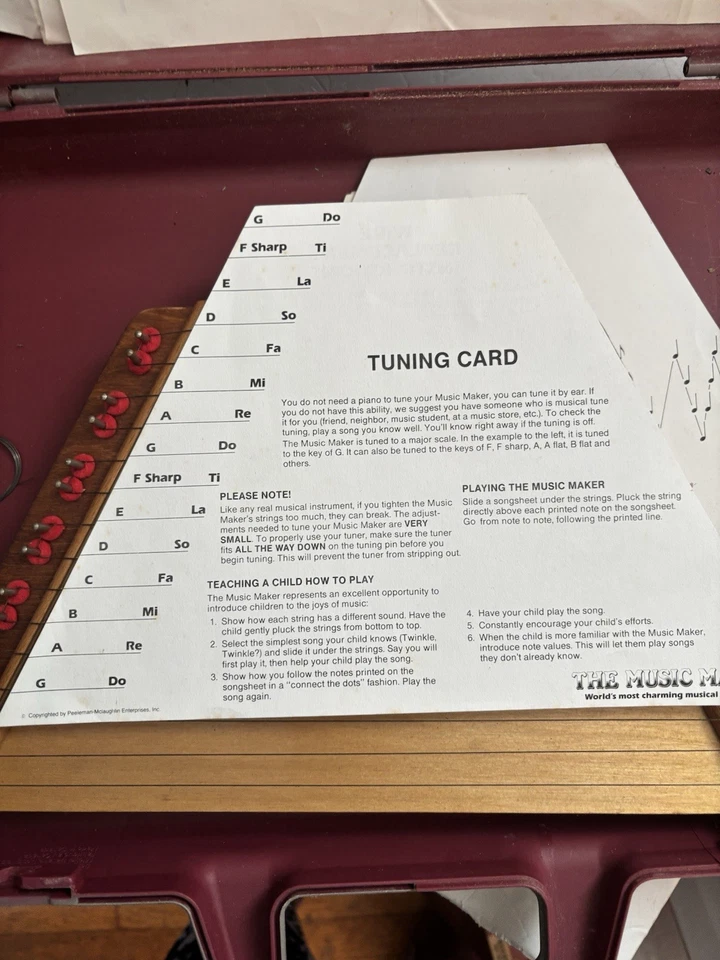 G Do
F Sharp Ti
E La
D So
C Fa
B Mi
A Re
G Do
F Sharp Ti
E La
D So
C Fa
B Mi
A Re
G Do
TUNING CARD
You do not need a piano to tune your Music Maker, you can tune it by ear. If
you do not have this ability, we suggest you have someone who is musical tune
it for you (friend, neighbor, music student, at a music store, etc.). To check the
tuning, play a song you know well. You'll know right away if the tuning is off.
The Music Maker is tuned to a major scale. In the example to the left, it is tuned
to the key of G. It can also be tuned to the keys of F, F sharp, A, A flat, B flat and
others.
PLEASE NOTE!
Like any real musical instrument, if you tighten the Music
Maker's strings too much, they can break. The adjust-
ments needed to tune your Music Maker are VERY
SMALL. To properly use your tuner, make sure the tuner
fits ALL THE WAY DOWN on the tuning pin before you
begin tuning. This will prevent the tuner from stripping out.
PLAYING THE MUSIC MAKER
Slide a songsheet under the strings. Pluck the string
directly above each printed note on the songsheet.
Go from note to note, following the printed line.
TEACHING A CHILD HOW TO PLAY
The Music Maker represents an excellent opportunity to
introduce children to the joys of music:
1. Show how each string has a different sound. Have the
child gently pluck the strings from bottom to top.
2. Select the simplest song your child knows (Twinkle,
Twinkle?) and slide it under the strings. Say you will
first play it, then help your child play the song.
3. Show how you follow the notes printed on the
songsheet in a "connect the dots" fashion. Play the
song again.
4. Have your child play the song.
5. Constantly encourage your child's efforts.
6. When the child is more familiar with the Music Maker,
introduce note values. This will let them play songs
they don't already know.
THE MUSIC MA
World's most charming musical
© Copyrighted by Peeleman-Mclaughlin Enterprises, Inc.